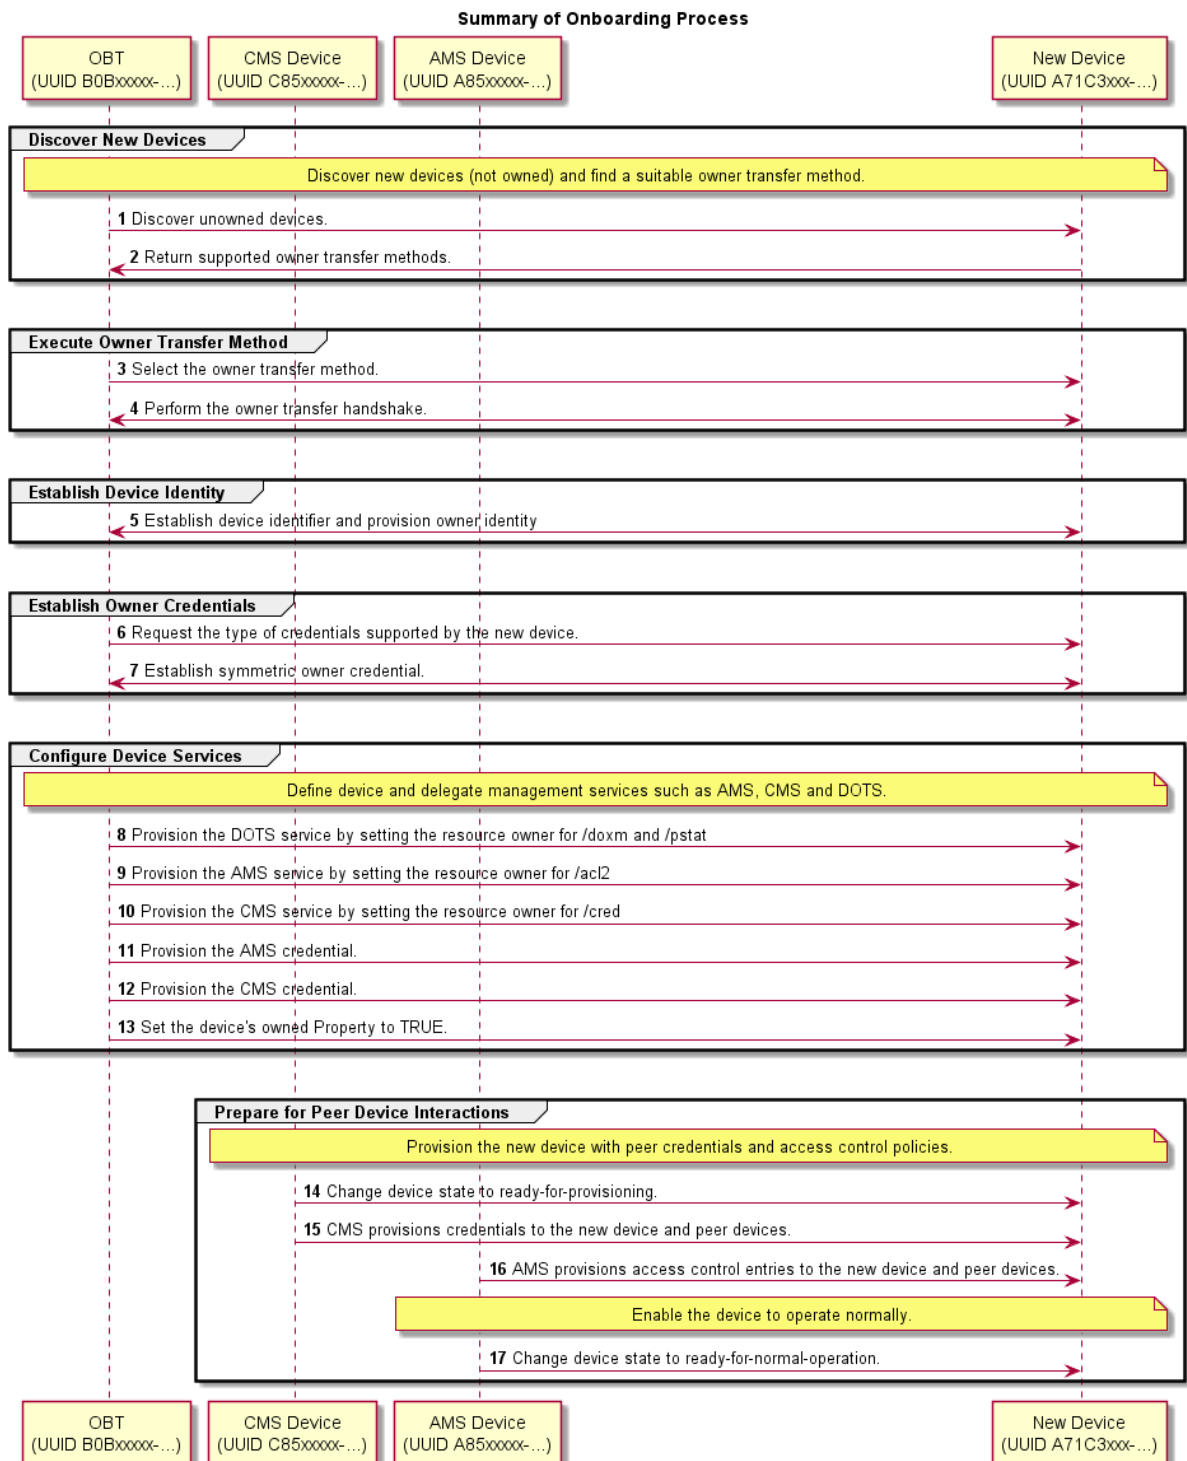 Summary of Onboarding Process
OBT
(UUID B0Bxxxxx-...)
CMS Device
(UUID C85xxxxx-...)
AMS Device
(UUID A85xxxxx-...)
New Device
(UUID A71C3xxx-...)
Discover New Devices
Discover new devices (not owned) and find a suitable owner transfer method.
1 Discover unowned devices.
2 Return supported owner transfer methods.
Execute Owner Transfer Method
3 Select the owner transfer method.
4 Perform the owner transfer handshake.
Establish Device Identity
5 Establish device identifier and provision owner identity
Establish Owner Credentials
6 Request the type of credentials supported by the new device.
7 Establish symmetric owner credential.
Configure Device Services
Define device and delegate management services such as AMS, CMS and DOTS.
8 Provision the DOTS service by setting the resource owner for /doxm and /pstat
9 Provision the AMS service by setting the resource owner for /acl2
10 Provision the CMS service by setting the resource owner for /cred
11 Provision the AMS credential.
12 Provision the CMS credential.
13 Set the device's owned Property to TRUE.
Prepare for Peer Device Interactions
Provision the new device with peer credentials and access control policies.
14 Change device state to ready-for-provisioning.
15 CMS provisions credentials to the new device and peer devices.
16 AMS provisions access control entries to the new device and peer devices.
Enable the device to operate normally.
17 Change device state to ready-for-normal-operation.
OBT
(UUID B0Bxxxxx-...)
CMS Device
(UUID C85xxxxx-...)
AMS Device
(UUID A85xxxxx-...)
New Device
(UUID A71C3xxx-...)